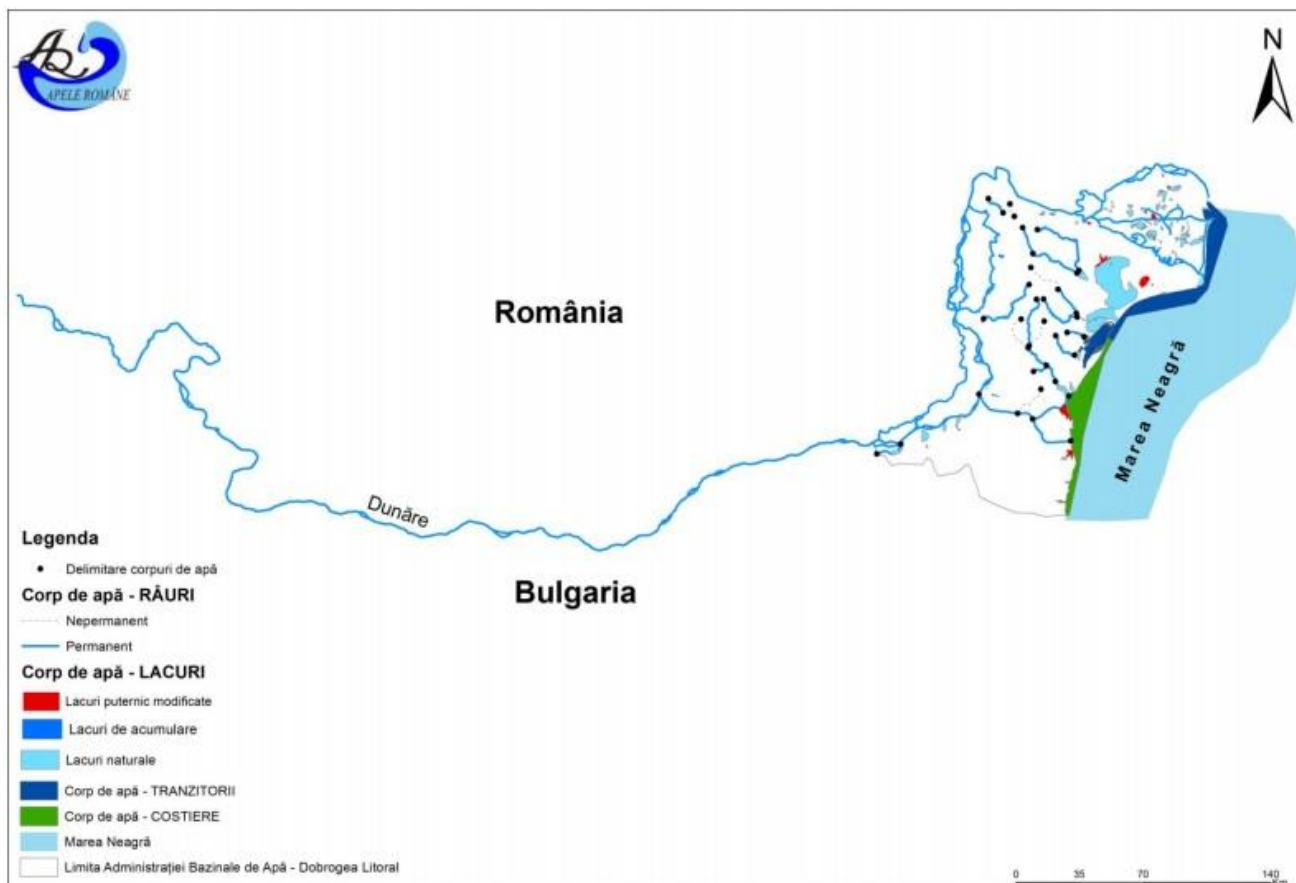 APELE ROMÂNE
N
România
Marea Neagră
Dunăre
Bulgaria
Legenda
Delimitare corpuri de apă
Corp de apă - RÂURI
Nepermanent
Permanent
Corp de apă - LACURI
Lacuri puternic modificate
Lacuri de acumulare
Lacuri naturale
Corp de apă - TRANZITORII
Corp de apă - COSTIERE
Marea Neagră
Limita Administrației Bazinale de Apă - Dobrogea Litoral
0 35 70 140
Km